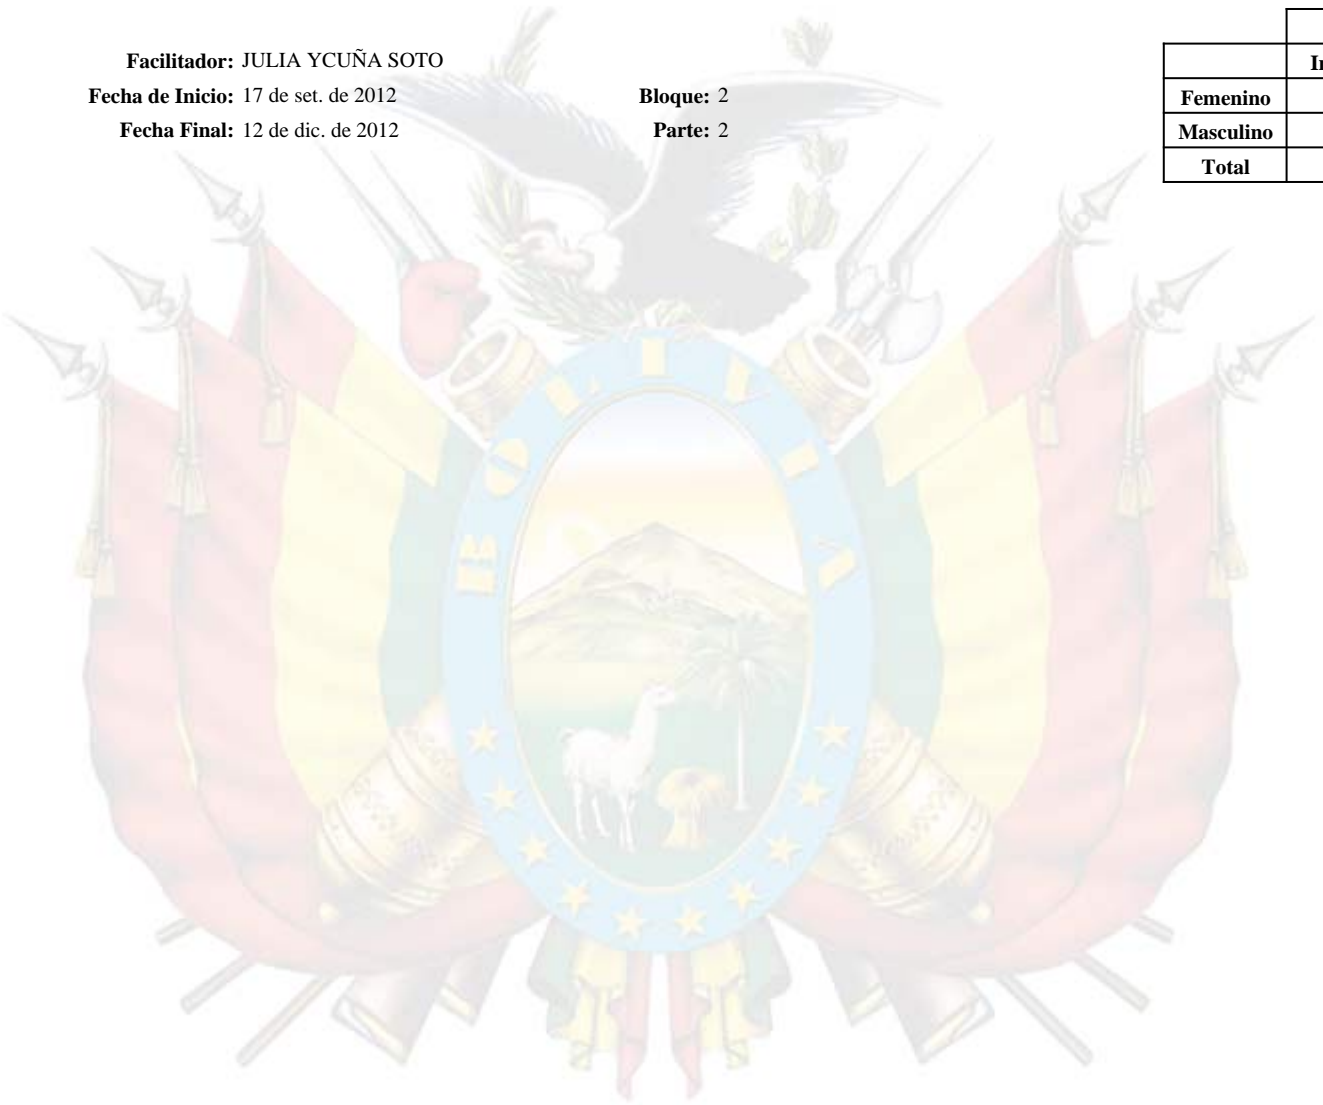 Facilitador: JULIA YCUÑA SOTO
Fecha de Inicio: 17 de set. de 2012 Bloque: 2
Fecha Final: 12 de dic. de 2012 Parte: 2
Femenino
Masculino
Total
BOLIVIA